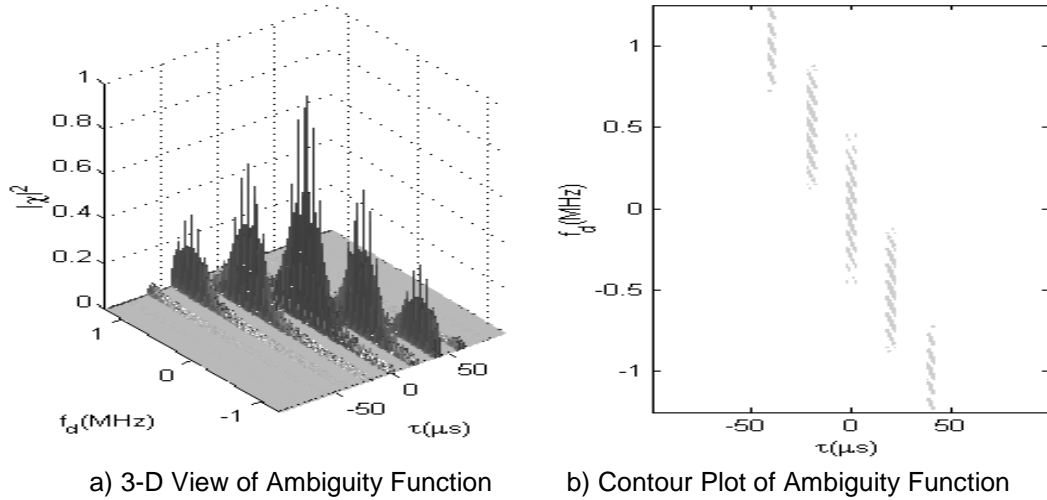 1
0.8
0.6
0.4
0.2
0
|χ|²
1
0
-1
f_d(MHz)
-50
0
50
τ(μs)
1
0.5
0
-0.5
-1
f_d(MHz)
-50
0
50
τ(μs)
a) 3-D View of Ambiguity Function
b) Contour Plot of Ambiguity Function